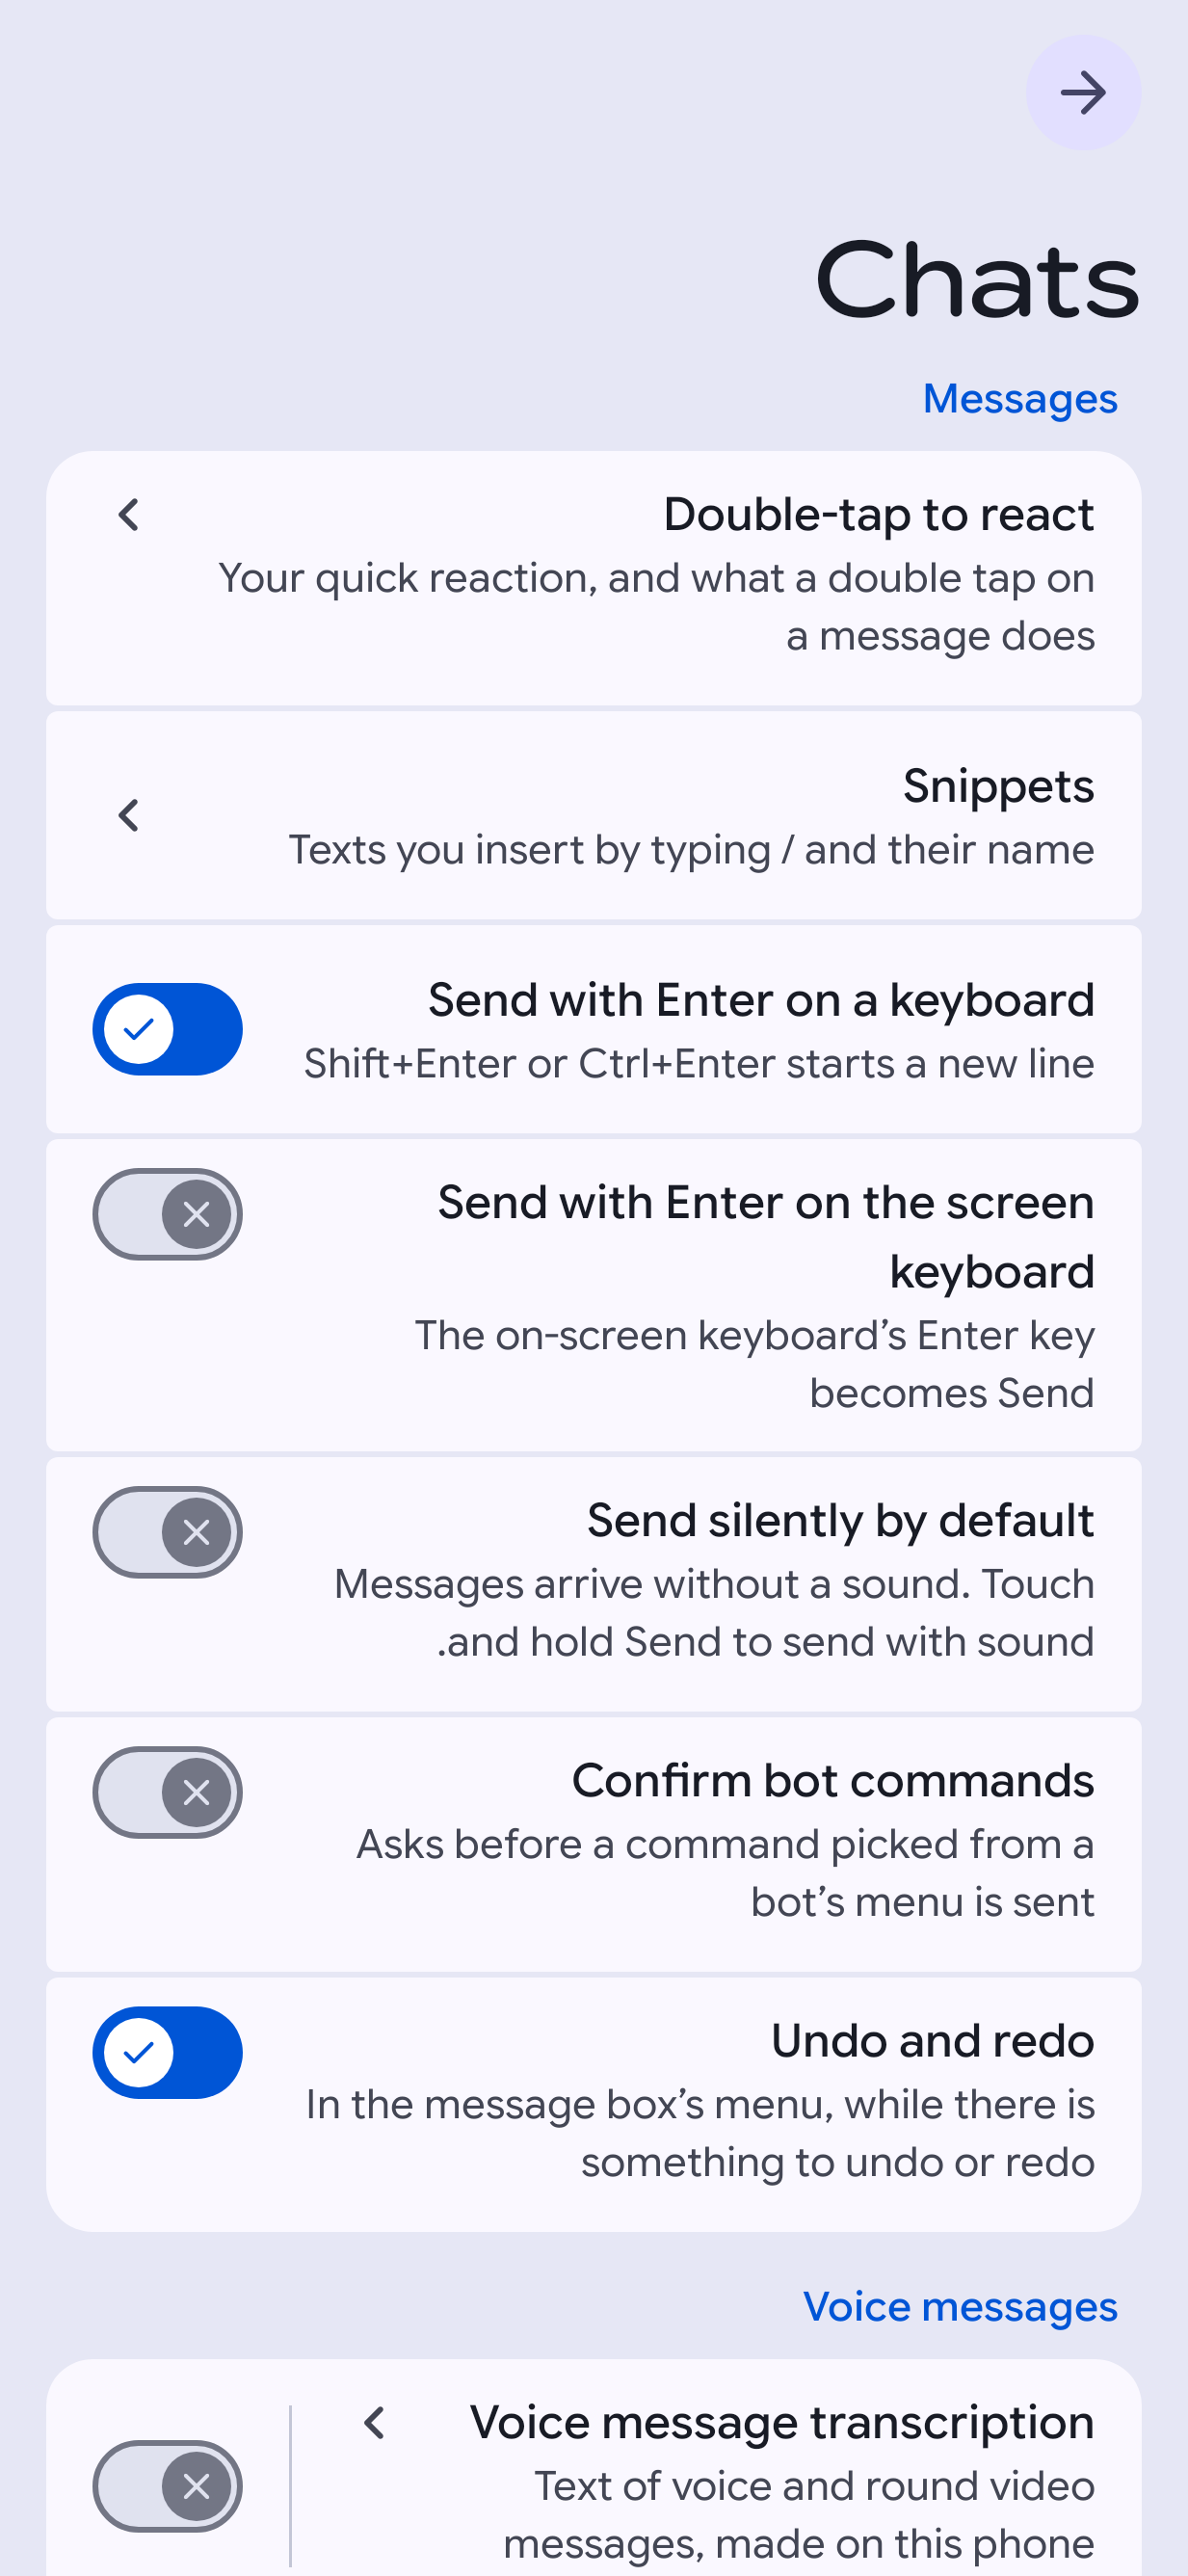 Chats
Messages
Double-tap to react
Your quick reaction, and what a double tap on
a message does
Snippets
Texts you insert by typing / and their name
Send with Enter on a keyboard
Shift+Enter or Ctrl+Enter starts a new line
Send with Enter on the screen
keyboard
The on-screen keyboard’s Enter key
becomes Send
Send silently by default
Messages arrive without a sound. Touch
.and hold Send to send with sound
Confirm bot commands
Asks before a command picked from a
bot’s menu is sent
Undo and redo
In the message box’s menu, while there is
something to undo or redo
Voice messages
Voice message transcription
Text of voice and round video
messages, made on this phone